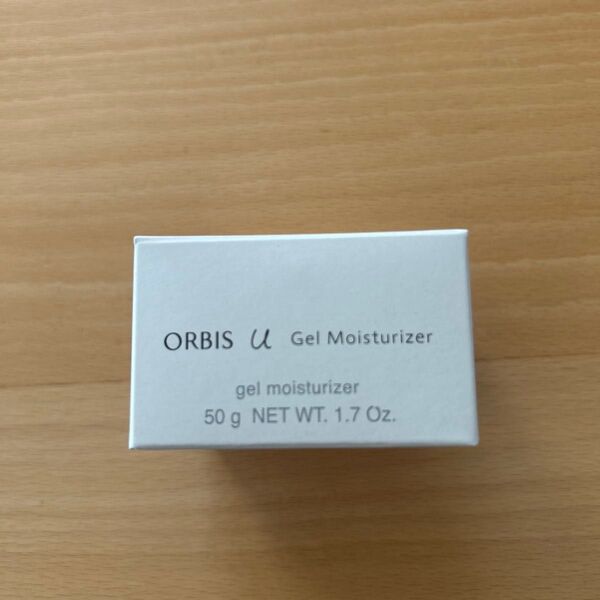 ORBIS u Gel Moisturizer
gel moisturizer
50 g NET WT. 1.7 Oz.